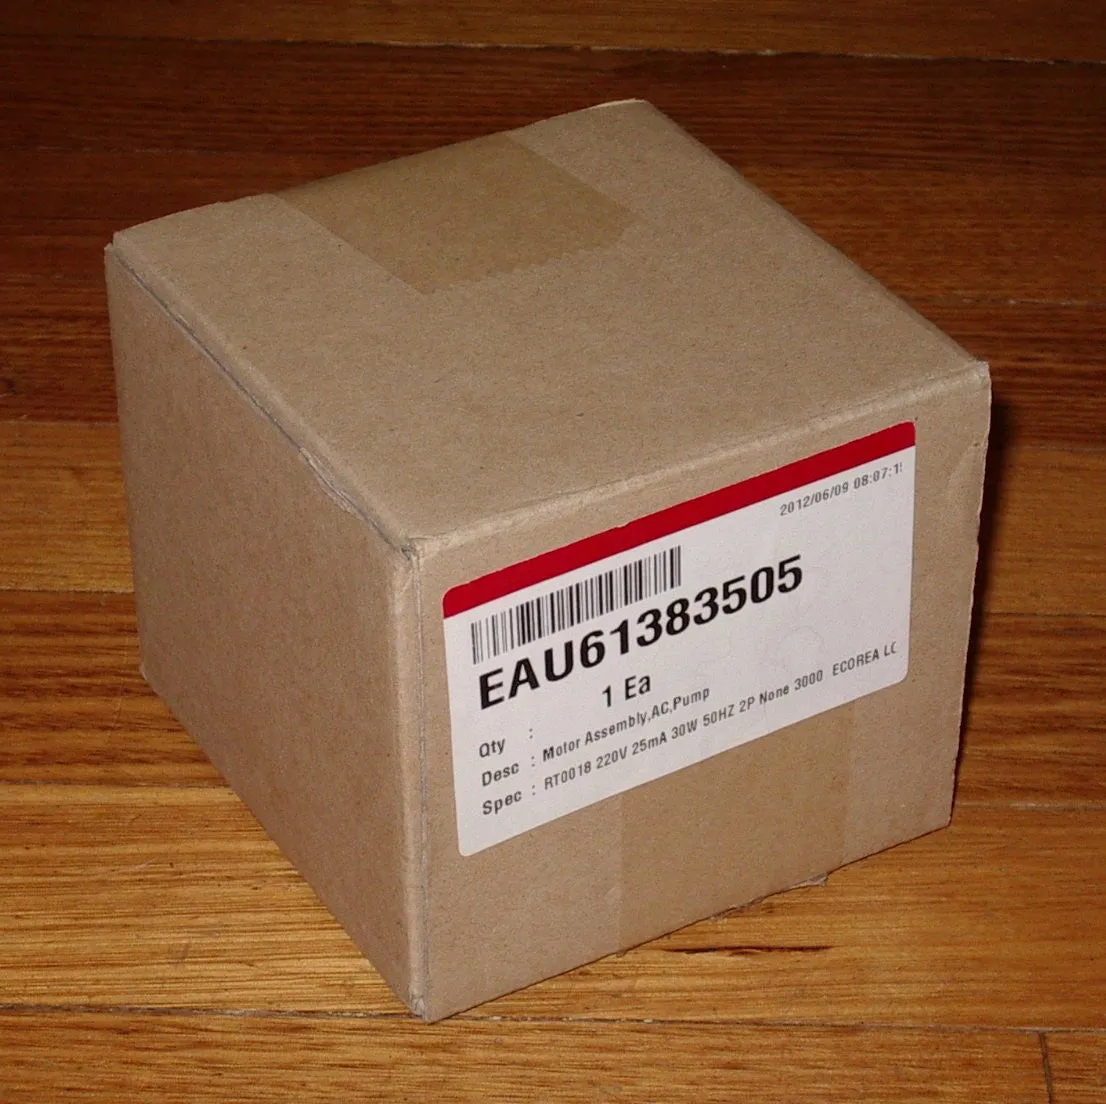 2012/06/09 08:07:1
EAU61383505
Qty : 1 Ea
Desc : Motor Assembly,AC,Pump
Spec : RT0018 220V 25mA 30W 50HZ 2P None 3000 ECOREA